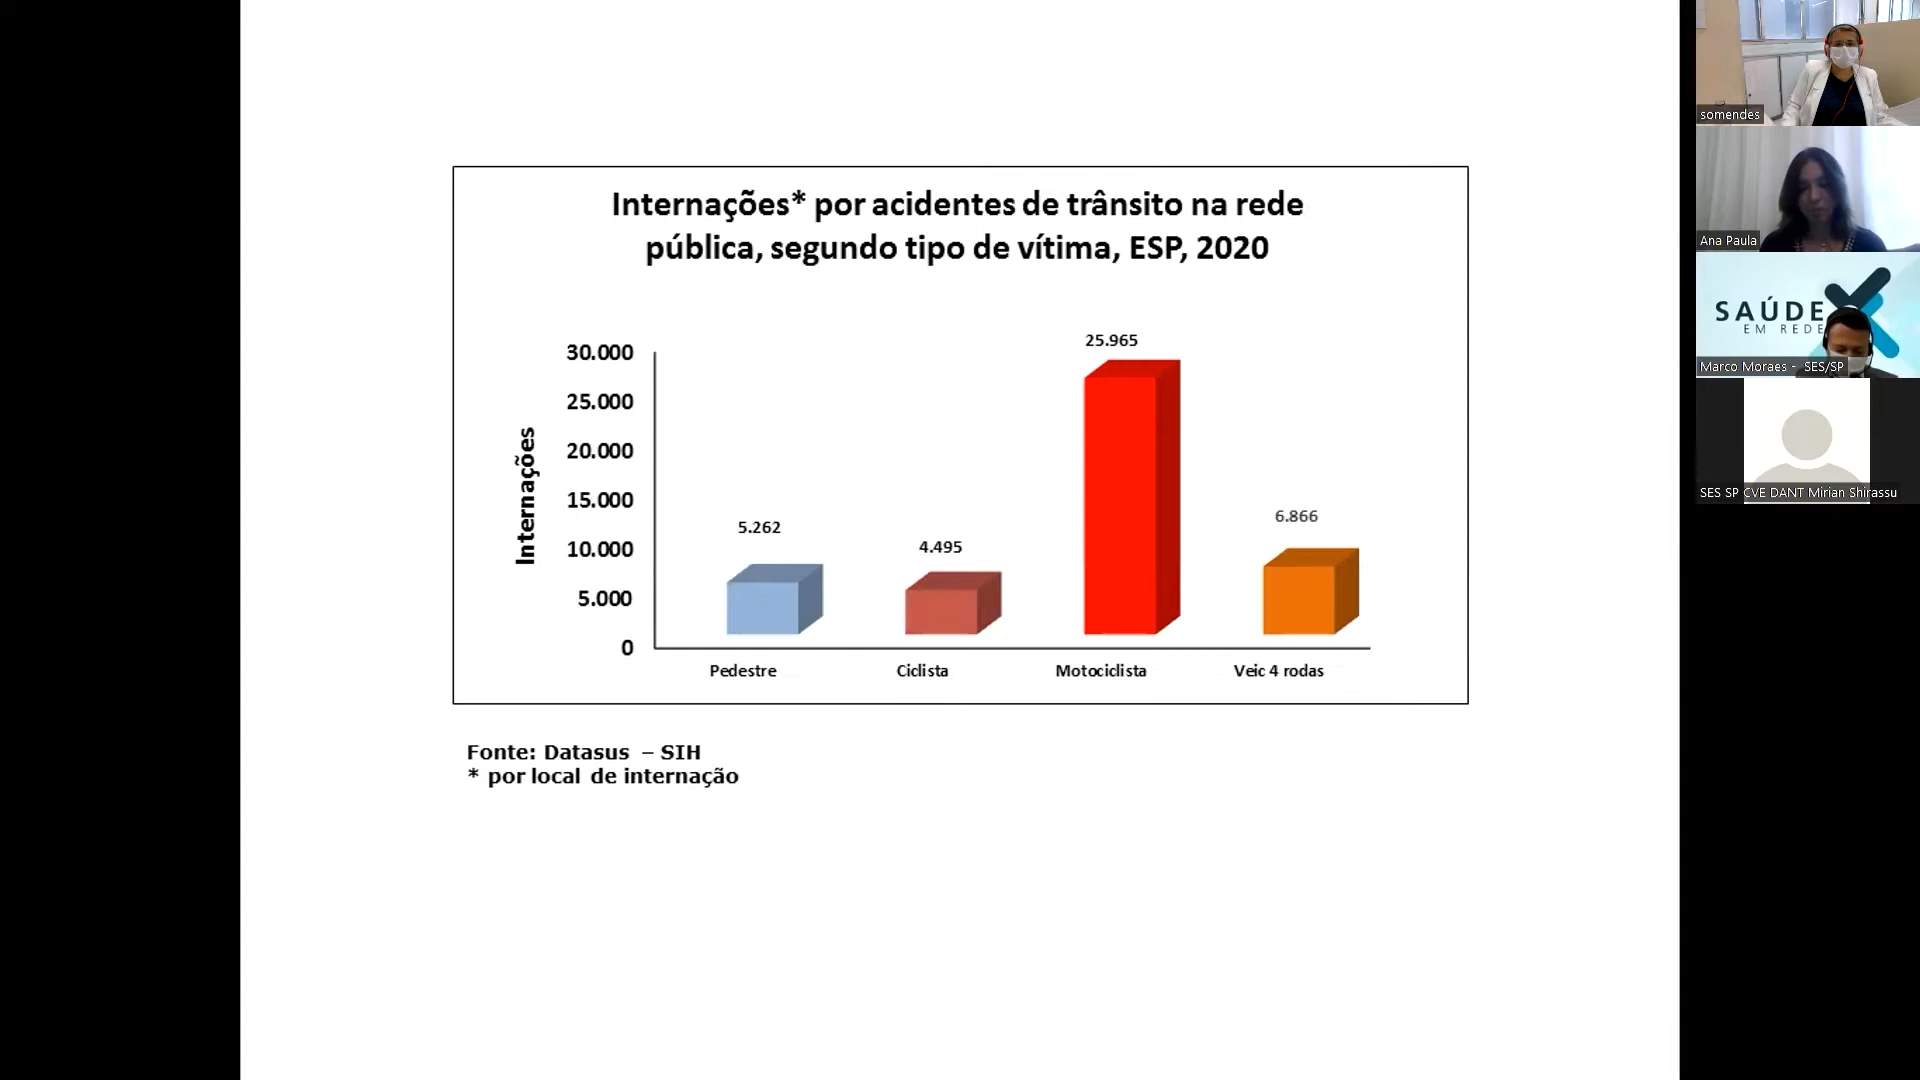 Internações* por acidentes de trânsito na rede
pública, segundo tipo de vítima, ESP, 2020
Internações
30.000
25.000
20.000
15.000
10.000
5.000
0
5.262
4.495
25.965
6.866
Pedestre
Ciclista
Motociclista
Veic 4 rodas
Fonte: Datasus – SIH
* por local de internação
somendes
Ana Paula
SAÚDE
EM REDE
Marco Moraes - SES/SP
SES SP CVE DANT Mirian Shirassu